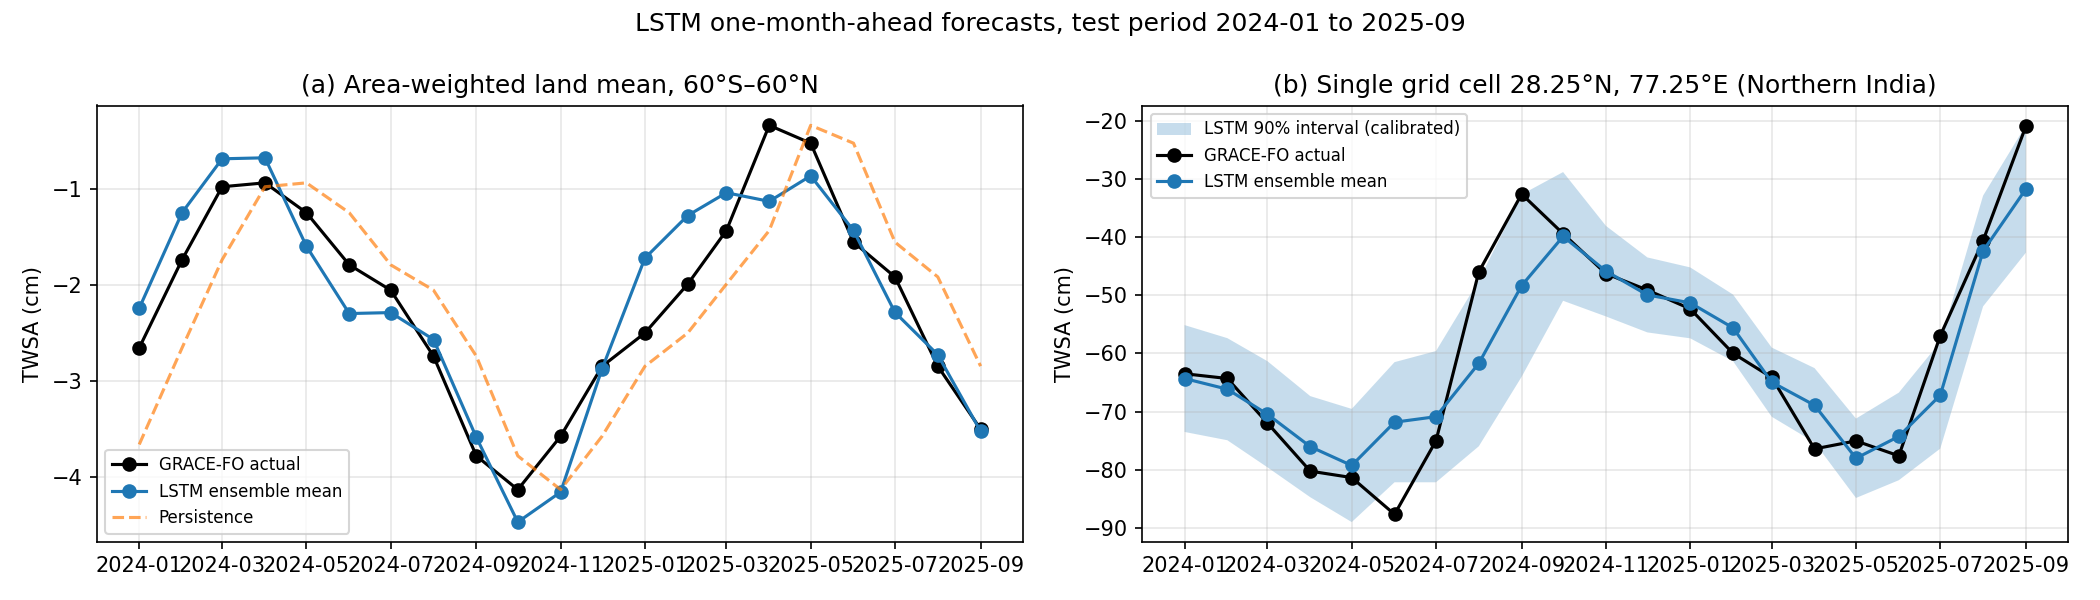 LSTM one-month-ahead forecasts, test period 2024-01 to 2025-09
(a) Area-weighted land mean, 60°S–60°N
TWSA (cm)
−1
−2
−3
−4
GRACE-FO actual
LSTM ensemble mean
Persistence
2024-01 2024-03 2024-05 2024-07 2024-09 2024-11 2025-01 2025-03 2025-05 2025-07 2025-09
(b) Single grid cell 28.25°N, 77.25°E (Northern India)
TWSA (cm)
−20
−30
−40
−50
−60
−70
−80
−90
LSTM 90% interval (calibrated)
GRACE-FO actual
LSTM ensemble mean
2024-01 2024-03 2024-05 2024-07 2024-09 2024-11 2025-01 2025-03 2025-05 2025-07 2025-09